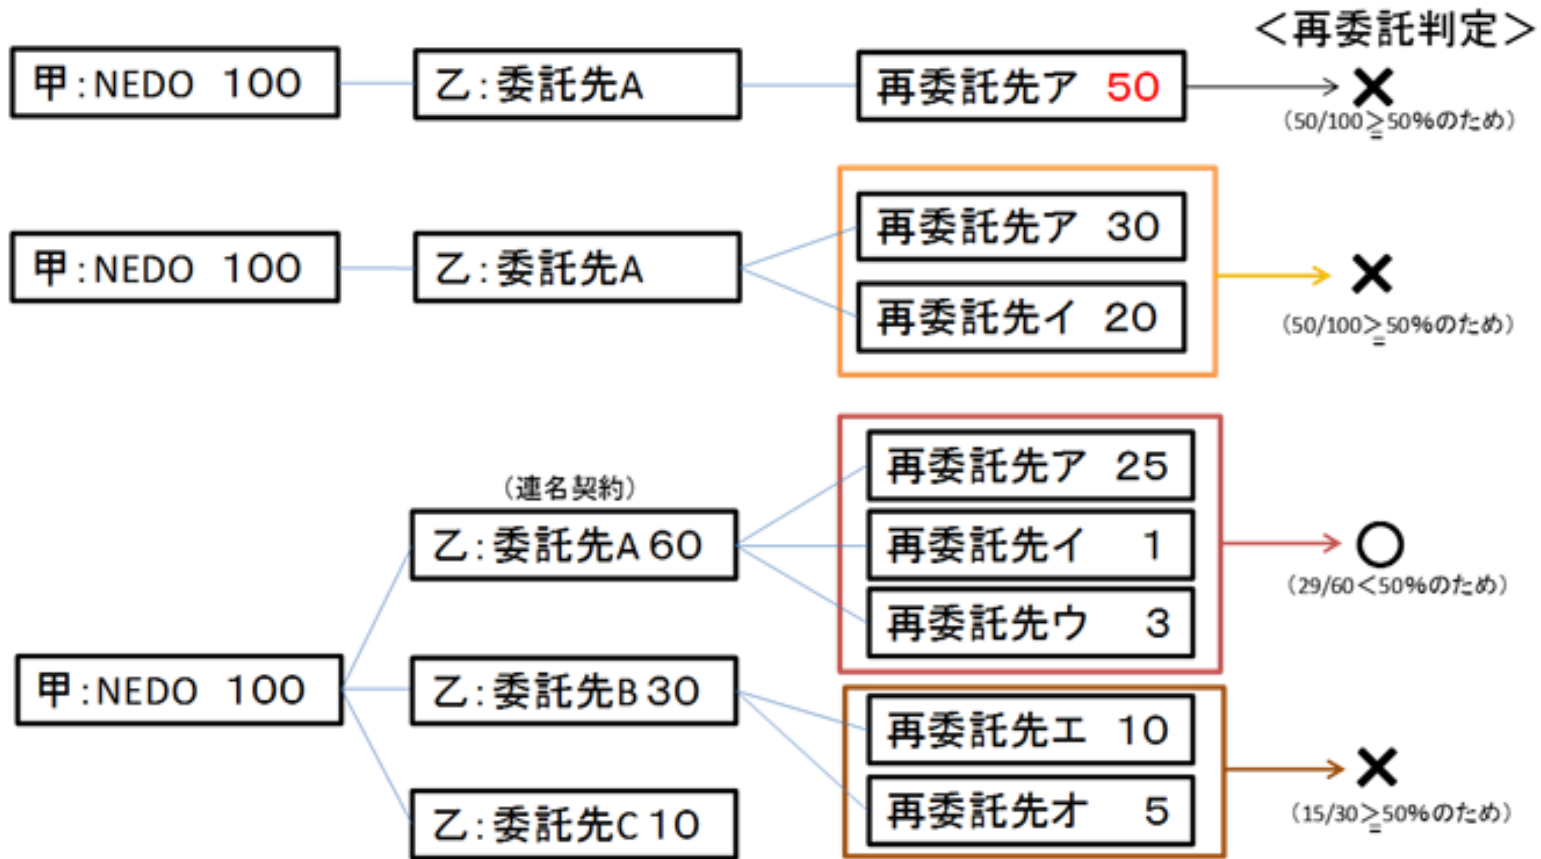 ＜再委託判定＞
甲：NEDO 100
乙：委託先A
再委託先ア 50
×
（50/100≧50％のため）
甲：NEDO 100
乙：委託先A
再委託先ア 30
再委託先イ 20
×
（50/100≧50％のため）
（連名契約）
甲：NEDO 100
乙：委託先A 60
再委託先ア 25
再委託先イ 1
再委託先ウ 3
○
（29/60＜50％のため）
乙：委託先B 30
再委託先エ 10
再委託先オ 5
×
（15/30≧50％のため）
乙：委託先C 10